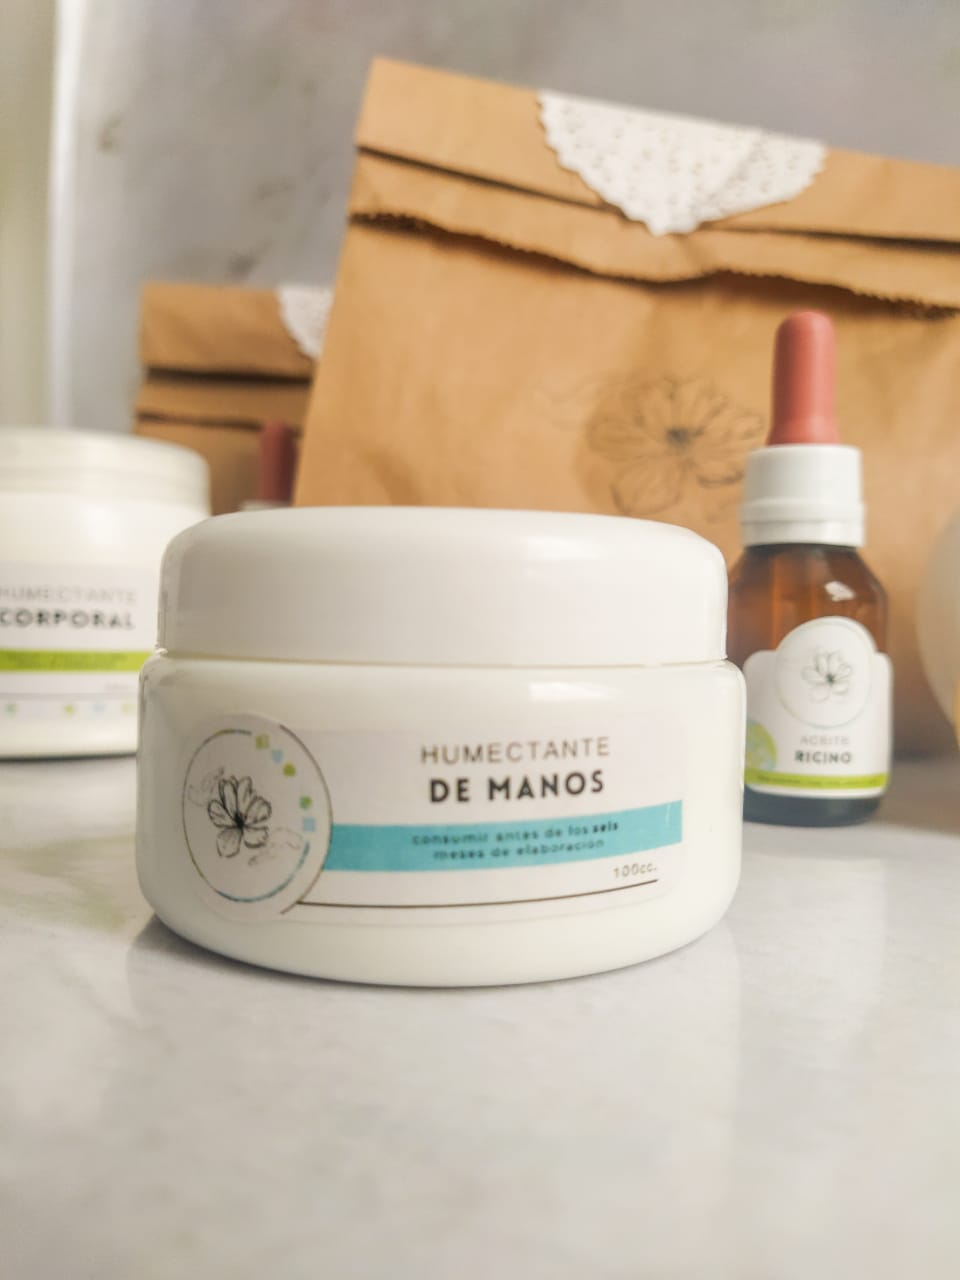 HUMECTANTE
CORPORAL
HUMECTANTE
DE MANOS
consumir antes de los seis
meses de elaboración
100cc.
ACEITE
RICINO